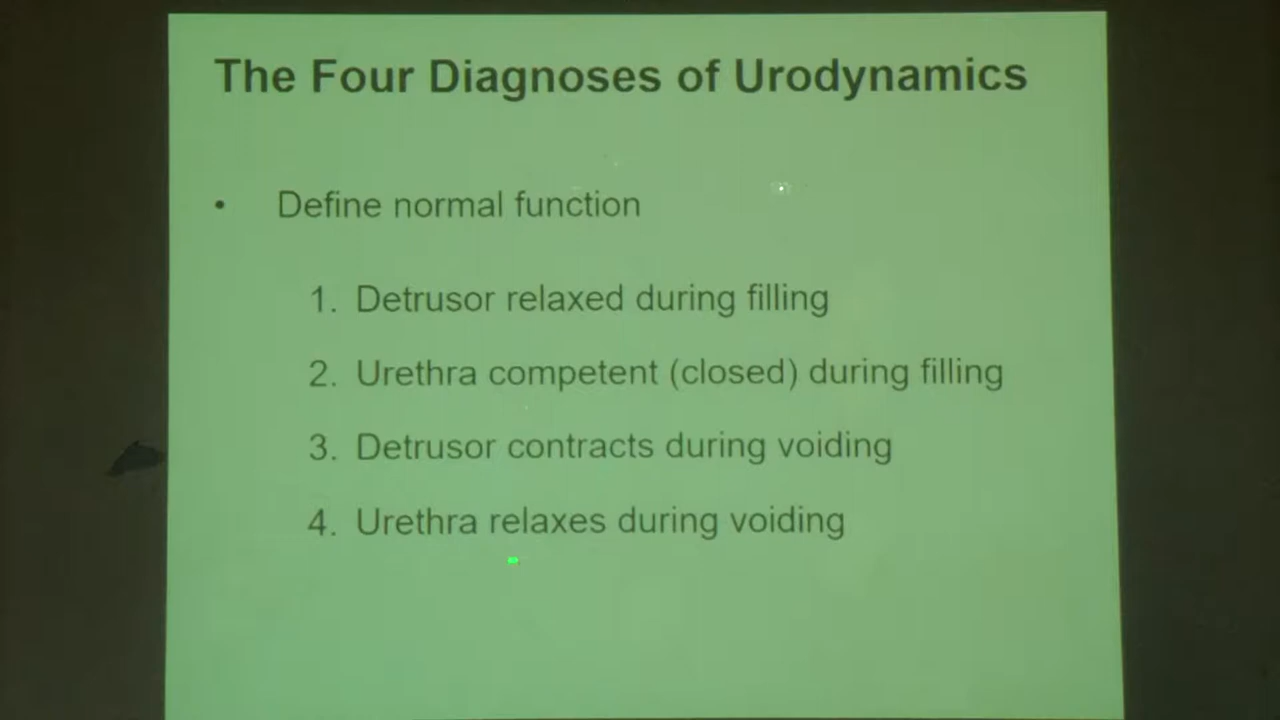 The Four Diagnoses of Urodynamics
• Define normal function
1. Detrusor relaxed during filling
2. Urethra competent (closed) during filling
3. Detrusor contracts during voiding
4. Urethra relaxes during voiding